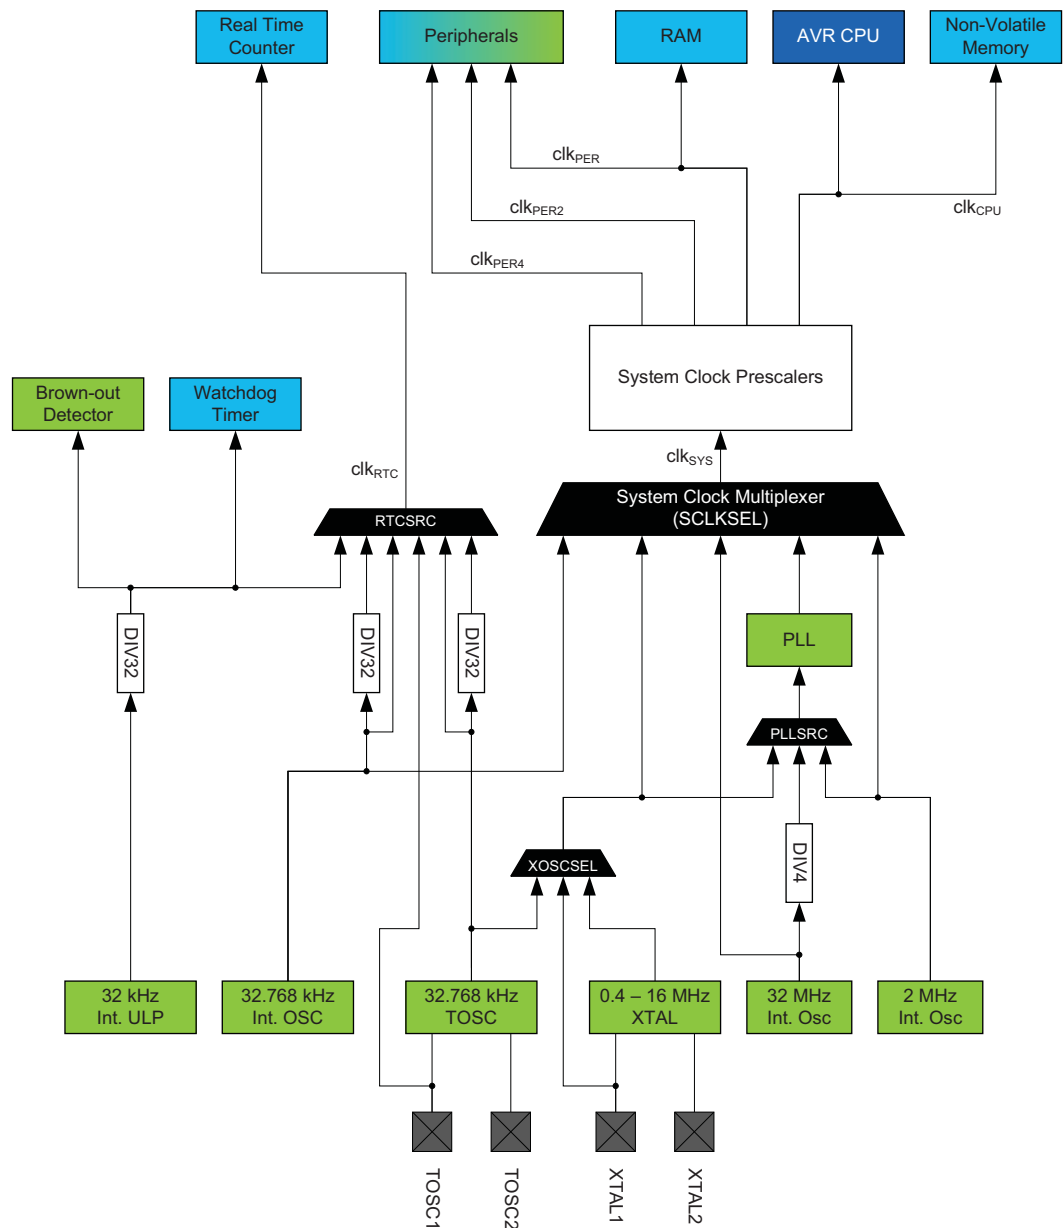 Real Time
Counter
Peripherals
RAM
AVR CPU
Non-Volatile
Memory
clkPER
clkPER2
clkCPU
clkPER4
System Clock Prescalers
Brown-out
Detector
Watchdog
Timer
clkRTC
clkSYS
System Clock Multiplexer
(SCLKSEL)
RTCSRC
DIV32
DIV32
DIV32
PLL
PLLSRC
DIV4
XOSCSEL
32 kHz
Int. ULP
32.768 kHz
Int. OSC
32.768 kHz
TOSC
0.4 – 16 MHz
XTAL
32 MHz
Int. Osc
2 MHz
Int. Osc
TOSC1
TOSC2
XTAL1
XTAL2